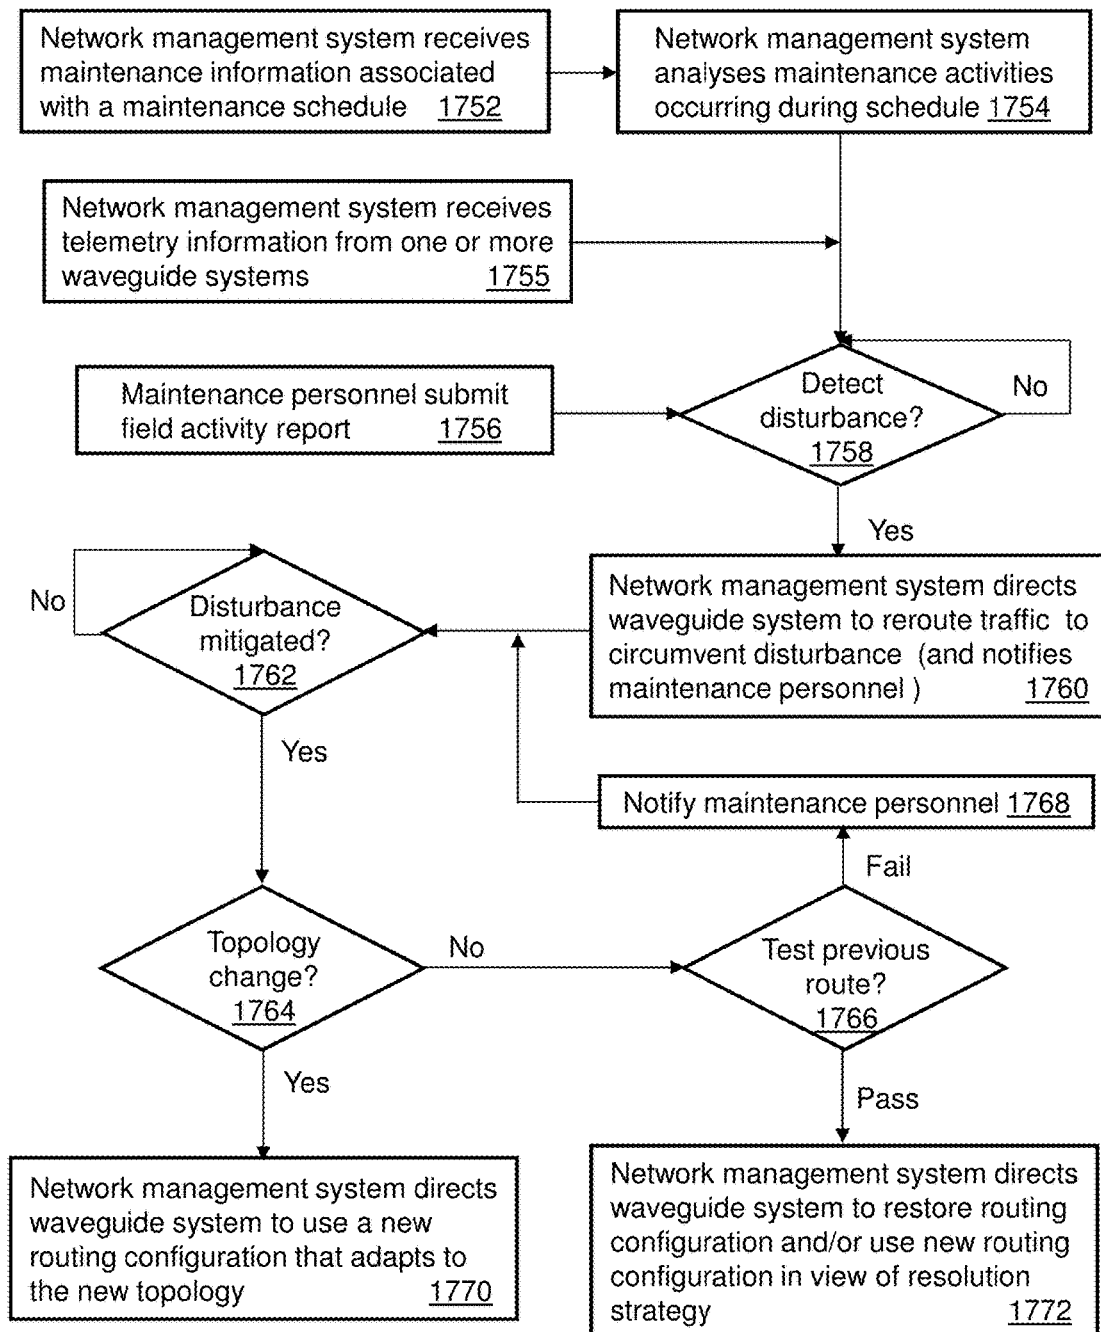 Network management system receives
maintenance information associated
with a maintenance schedule 1752
Network management system
analyses maintenance activities
occurring during schedule 1754
Network management system receives
telemetry information from one or more
waveguide systems 1755
Maintenance personnel submit
field activity report 1756
Detect
disturbance?
1758
No
Yes
Network management system directs
waveguide system to reroute traffic to
circumvent disturbance (and notifies
maintenance personnel ) 1760
No
Disturbance
mitigated?
1762
Yes
Notify maintenance personnel 1768
Fail
Topology
change?
1764
No
Test previous
route?
1766
Yes
Pass
Network management system directs
waveguide system to use a new
routing configuration that adapts to
the new topology 1770
Network management system directs
waveguide system to restore routing
configuration and/or use new routing
configuration in view of resolution
strategy 1772